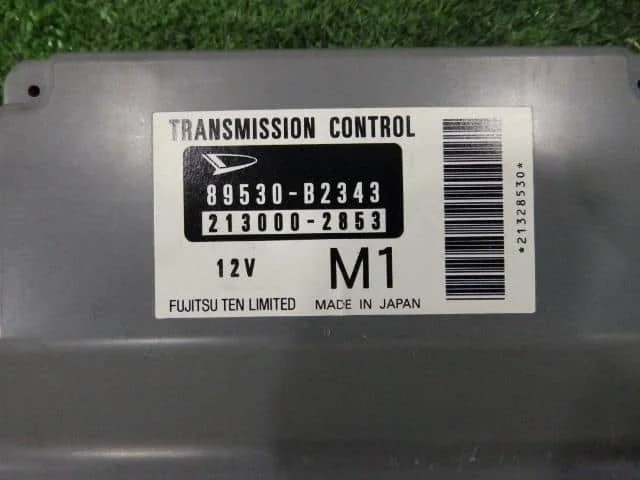 TRANSMISSION CONTROL
89530-B2343
213000-2853
12V M1
FUJITSU TEN LIMITED MADE IN JAPAN
*21328530*